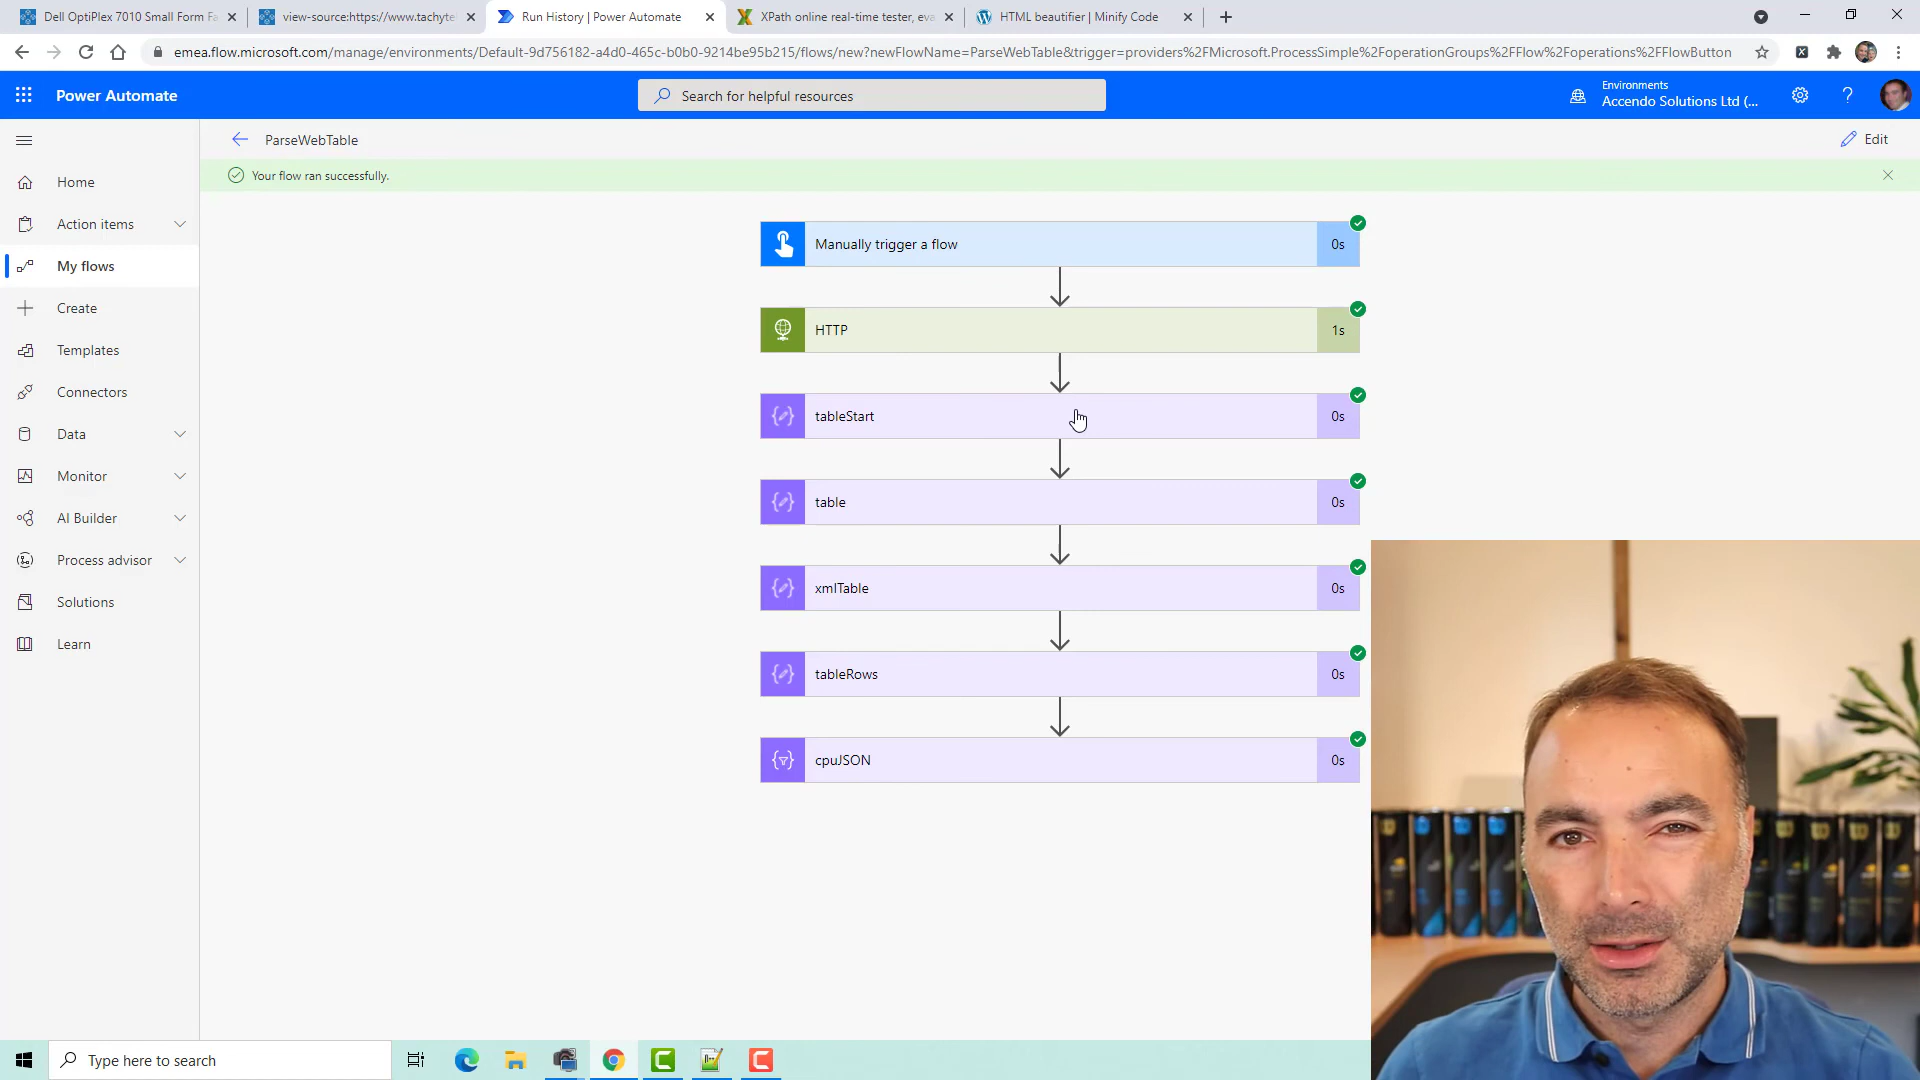 Dell OptiPlex 7010 Small Form Fa
view-source:https://www.tachyte
Run History | Power Automate
XPath online real-time tester, eva
HTML beautifier | Minify Code
emea.flow.microsoft.com/manage/environments/Default-9d756182-a4d0-465c-b0b0-9214be95b215/flows/new?newFlowName=ParseWebTable&trigger=providers%2FMicrosoft.ProcessSimple%2FoperationGroups%2FFlow%2Foperations%2FFlowButton
Power Automate
Search for helpful resources
Environments
Accendo Solutions Ltd (...
ParseWebTable
Edit
Your flow ran successfully.
Home
Action items
My flows
Create
Templates
Connectors
Data
Monitor
AI Builder
Process advisor
Solutions
Learn
Manually trigger a flow
0s
HTTP
1s
tableStart
0s
table
0s
xmlTable
0s
tableRows
0s
cpuJSON
0s
Type here to search